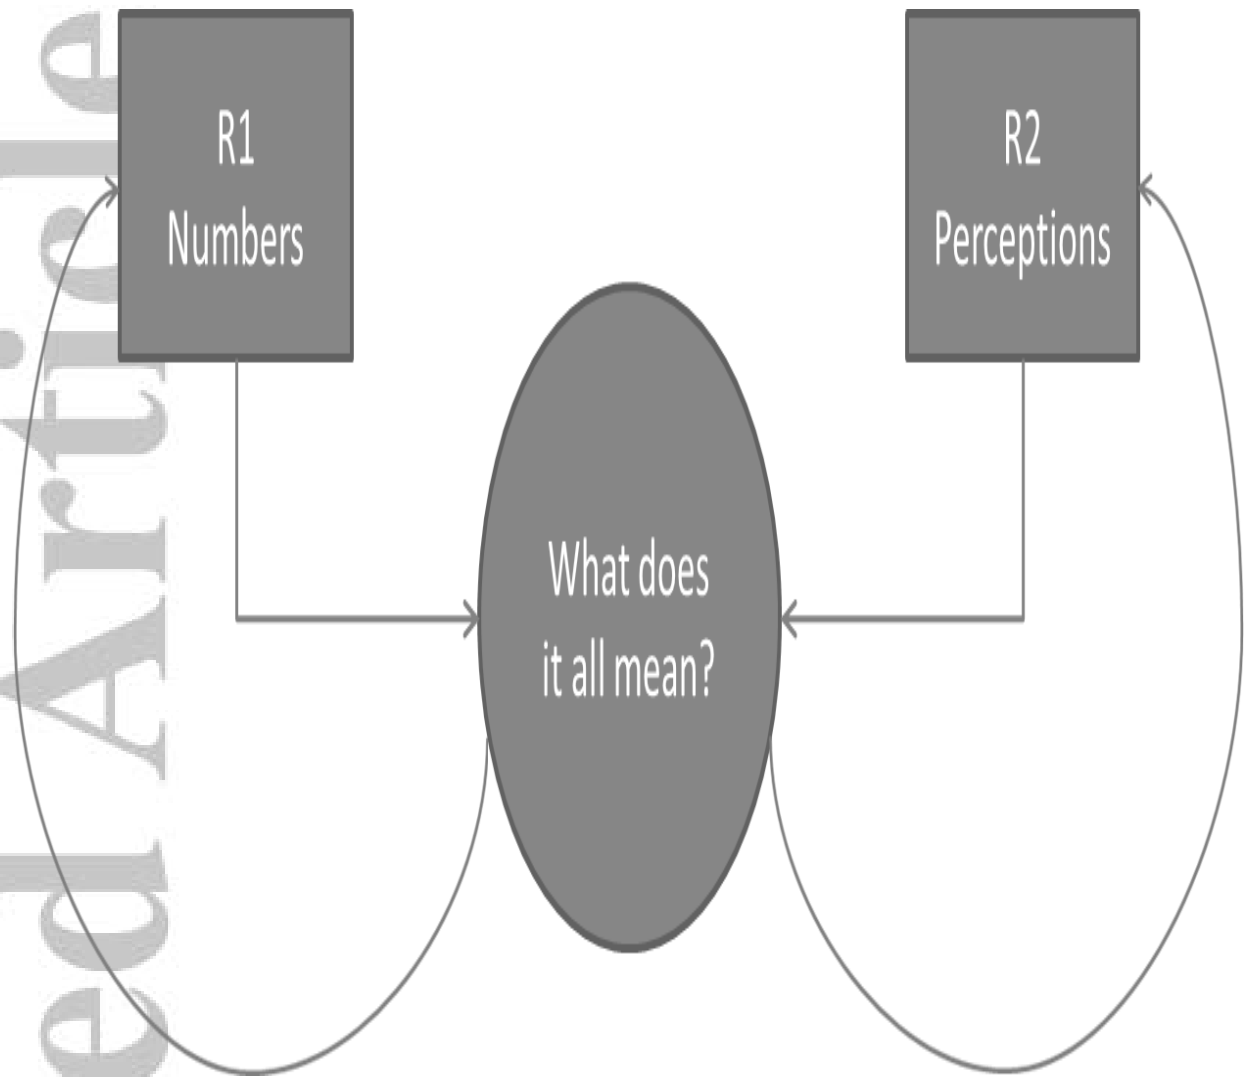 R1
Numbers
R2
Perceptions
What does
it all mean?
ed Article